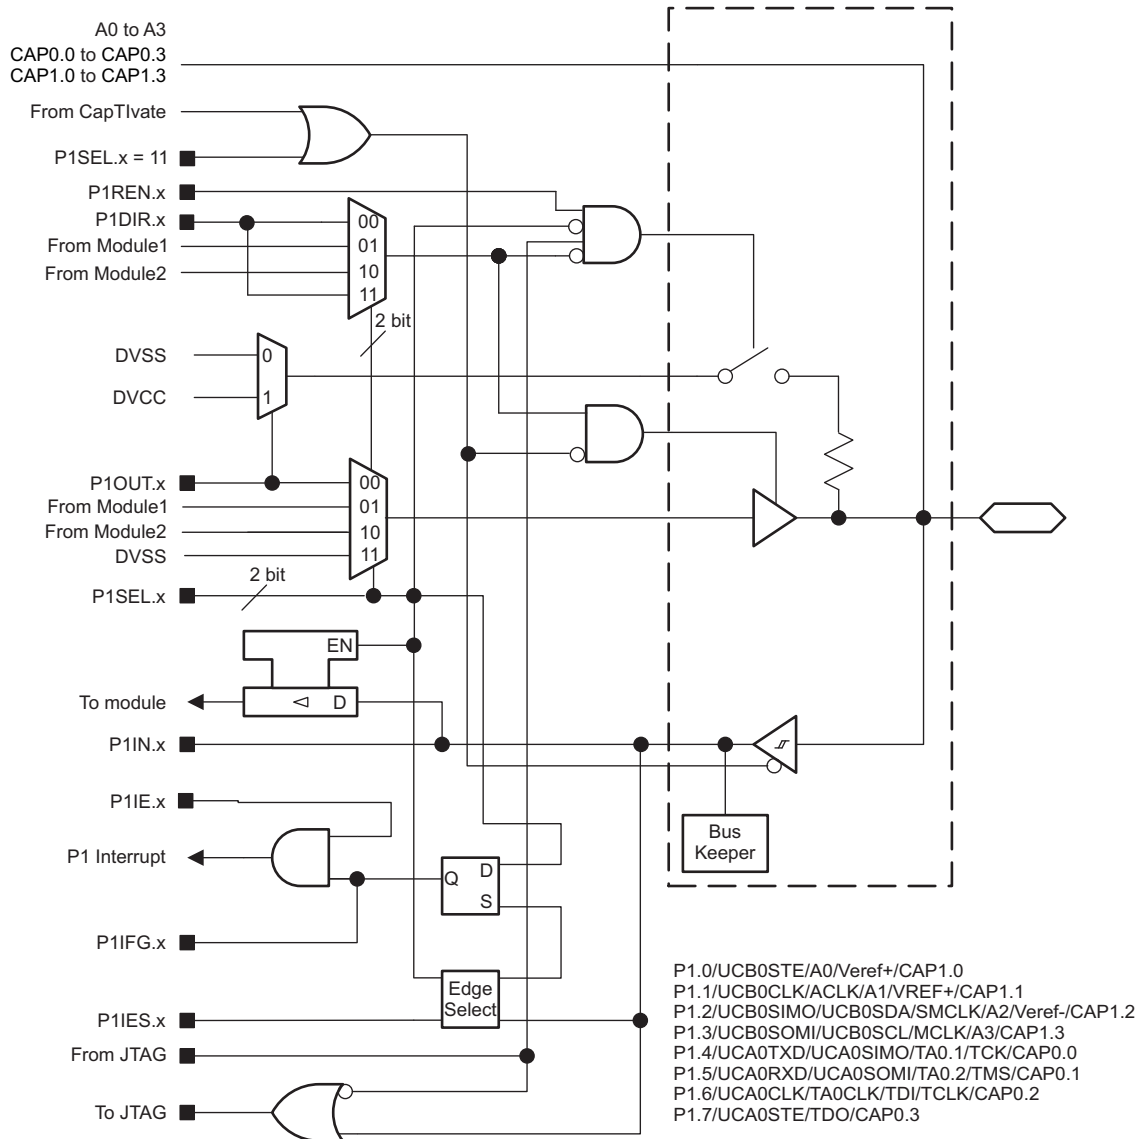 A0 to A3
CAP0.0 to CAP0.3
CAP1.0 to CAP1.3
From CapTIvate
P1SEL.x = 11
P1REN.x
P1DIR.x
From Module1
From Module2
00
01
10
11
2 bit
DVSS
DVCC
0
1
P1OUT.x
From Module1
From Module2
DVSS
00
01
10
11
P1SEL.x
2 bit
EN
D
To module
P1IN.x
Bus
Keeper
P1IE.x
P1 Interrupt
Q
D
S
P1IFG.x
Edge
Select
P1IES.x
From JTAG
To JTAG
P1.0/UCB0STE/A0/Veref+/CAP1.0
P1.1/UCB0CLK/ACLK/A1/VREF+/CAP1.1
P1.2/UCB0SIMO/UCB0SDA/SMCLK/A2/Veref-/CAP1.2
P1.3/UCB0SOMI/UCB0SCL/MCLK/A3/CAP1.3
P1.4/UCA0TXD/UCA0SIMO/TA0.1/TCK/CAP0.0
P1.5/UCA0RXD/UCA0SOMI/TA0.2/TMS/CAP0.1
P1.6/UCA0CLK/TA0CLK/TDI/TCLK/CAP0.2
P1.7/UCA0STE/TDO/CAP0.3